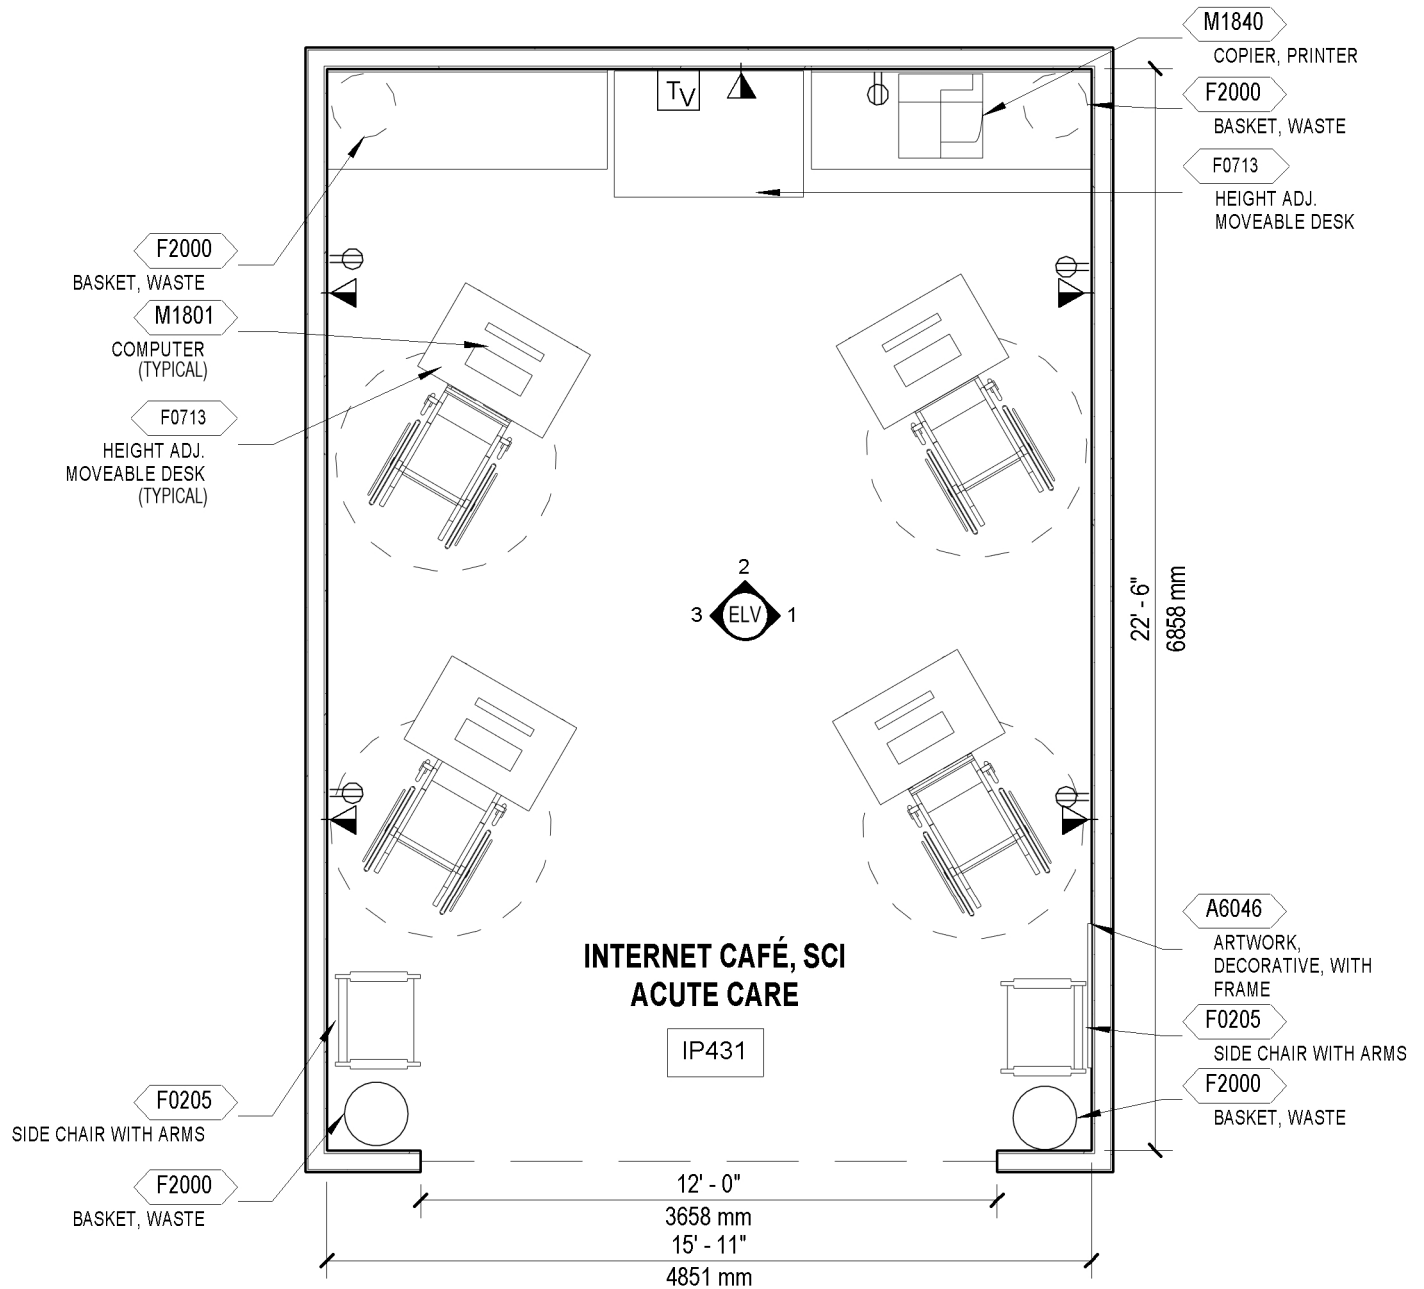 M1840
COPIER, PRINTER
F2000
BASKET, WASTE
F0713
HEIGHT ADJ.
MOVEABLE DESK
TV
F2000
BASKET, WASTE
M1801
COMPUTER
(TYPICAL)
F0713
HEIGHT ADJ.
MOVEABLE DESK
(TYPICAL)
2
3
ELV
1
22' - 6"
6858 mm
INTERNET CAFÉ, SCI
ACUTE CARE
IP431
A6046
ARTWORK,
DECORATIVE, WITH
FRAME
F0205
SIDE CHAIR WITH ARMS
F2000
BASKET, WASTE
F0205
SIDE CHAIR WITH ARMS
F2000
BASKET, WASTE
12' - 0"
3658 mm
15' - 11"
4851 mm